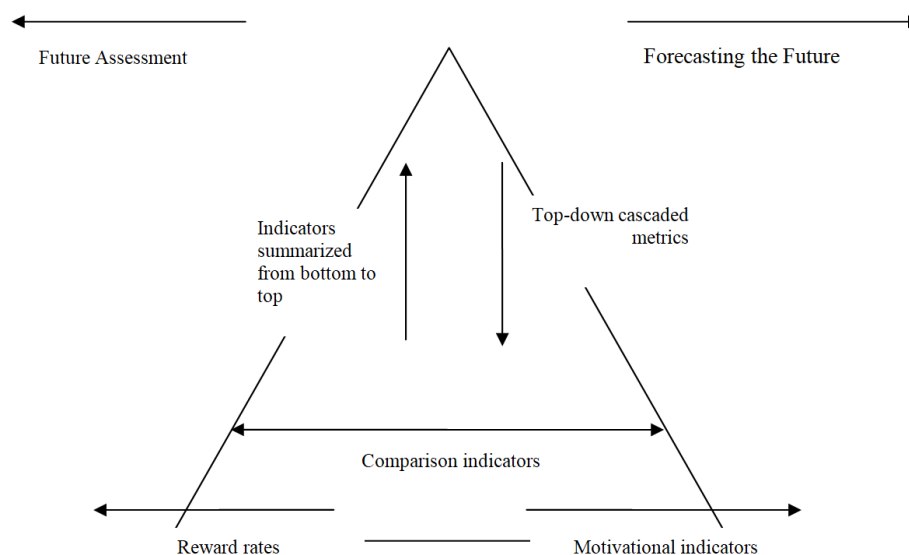 Future Assessment
Forecasting the Future
Indicators
summarized
from bottom to
top
Top-down cascaded
metrics
Comparison indicators
Reward rates
Motivational indicators